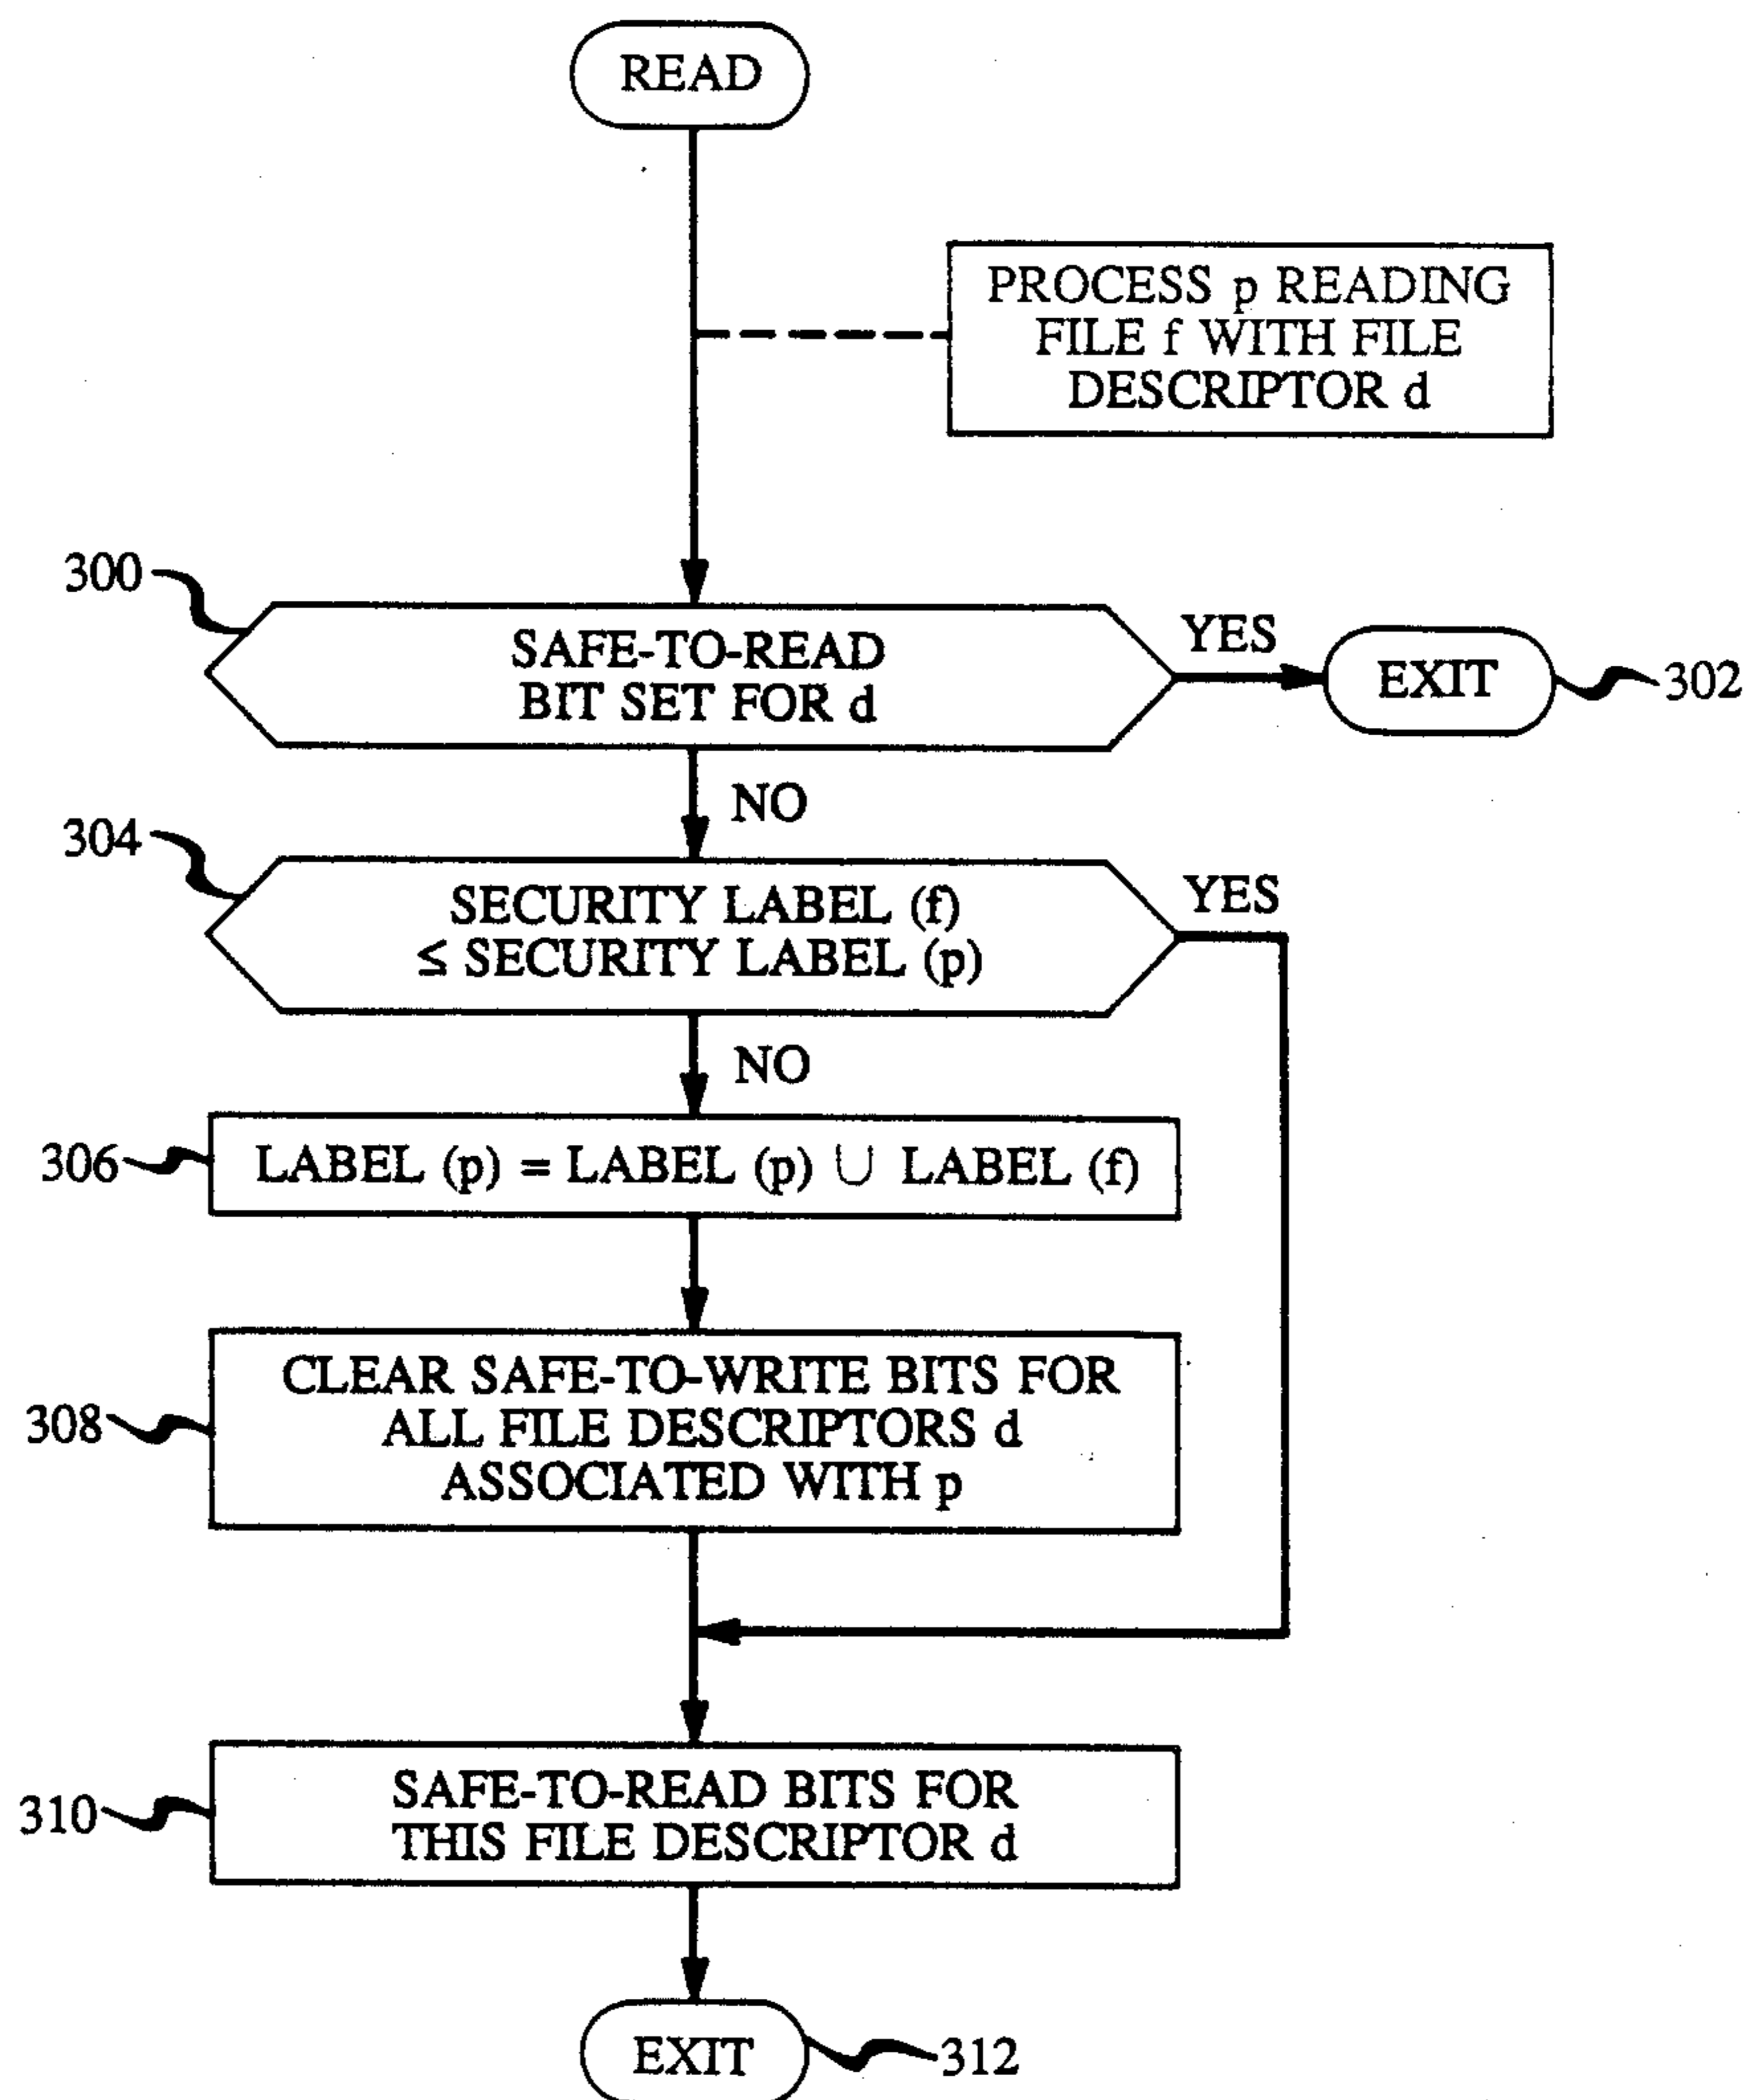 READ
PROCESS p READING
FILE f WITH FILE
DESCRIPTOR d
300
SAFE-TO-READ
BIT SET FOR d
YES
EXIT
302
NO
304
SECURITY LABEL (f)
≤ SECURITY LABEL (p)
YES
NO
306
LABEL (p) = LABEL (p) ∪ LABEL (f)
308
CLEAR SAFE-TO-WRITE BITS FOR
ALL FILE DESCRIPTORS d
ASSOCIATED WITH p
310
SAFE-TO-READ BITS FOR
THIS FILE DESCRIPTOR d
EXIT
312